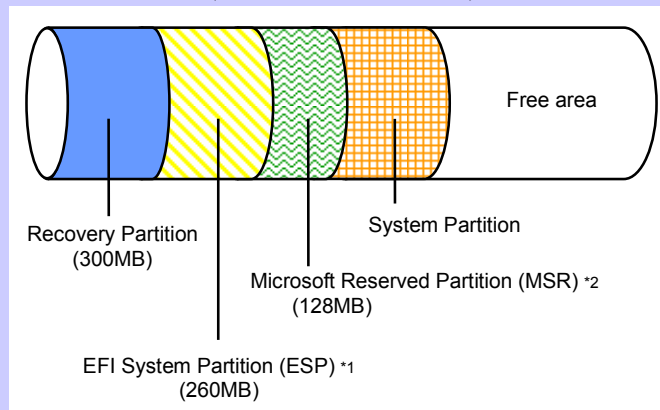 Free area
System Partition
Recovery Partition
(300MB)
Microsoft Reserved Partition (MSR) *2
(128MB)
EFI System Partition (ESP) *1
(260MB)